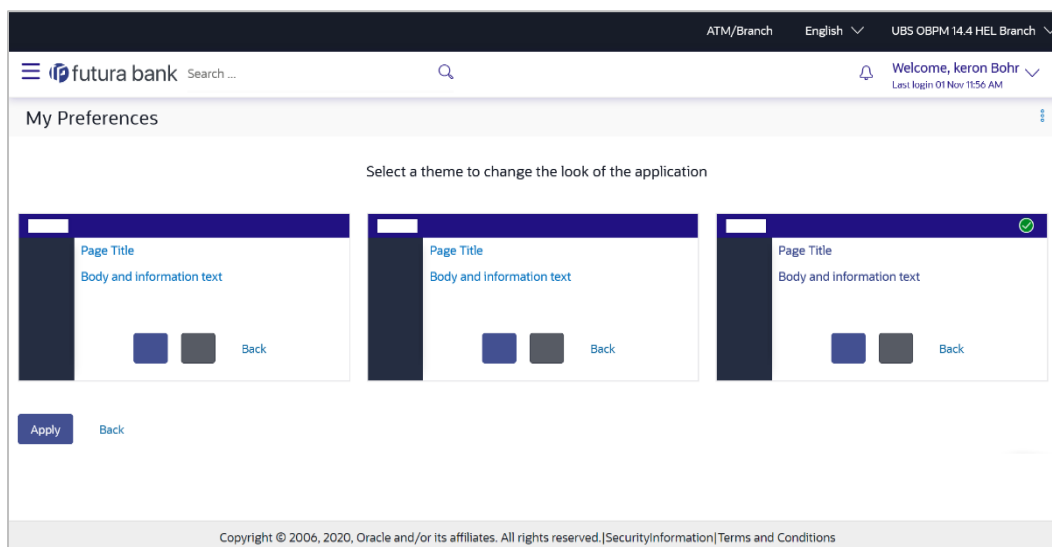 ATM/Branch English UBS OBPM 14.4 HEL Branch
futura bank Search ... Welcome, keron Bohr
Last login 01 Nov 11:56 AM
My Preferences
Select a theme to change the look of the application
Page Title Page Title Page Title
Body and information text Body and information text Body and information text
Back Back Back
Apply Back
Copyright © 2006, 2020, Oracle and/or its affiliates. All rights reserved.|SecurityInformation|Terms and Conditions